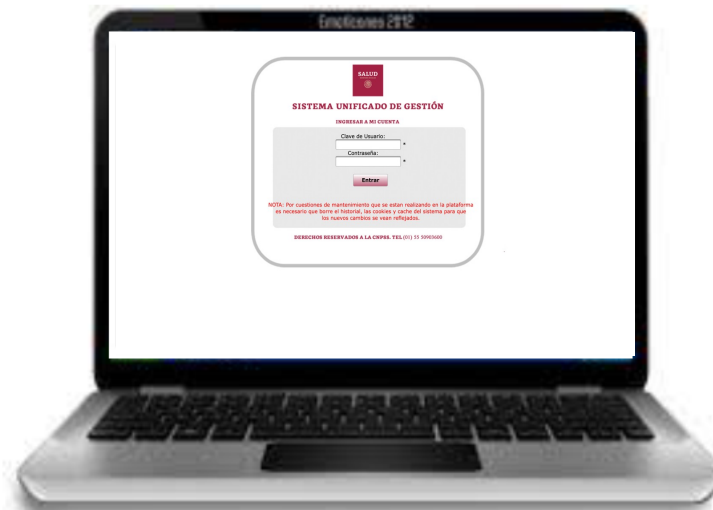 Emoticones 2012
SALUD
SISTEMA UNIFICADO DE GESTIÓN
INGRESAR A MI CUENTA
Clave de Usuario:
*
Contraseña:
*
Entrar
NOTA: Por cuestiones de mantenimiento que se estan realizando en la plataforma
es necesario que borre el historial, las cookies y cache del sistema para que
los nuevos cambios se vean reflejados.
DERECHOS RESERVADOS A LA CNPSS. TEL (01) 55 50903600